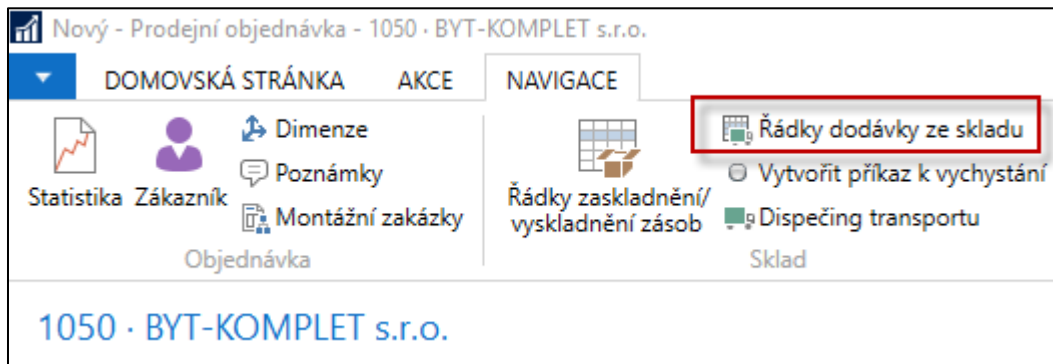 Nový - Prodejní objednávka - 1050 · BYT-KOMPLET s.r.o.
DOMOVSKÁ STRÁNKA AKCE NAVIGACE
Statistika
Zákazník
Dimenze
Poznámky
Montážní zakázky
Objednávka
Řádky zaskladnění/
vyskladnění zásob
Řádky dodávky ze skladu
Vytvořit příkaz k vychystání
Dispečing transportu
Sklad
1050 · BYT-KOMPLET s.r.o.